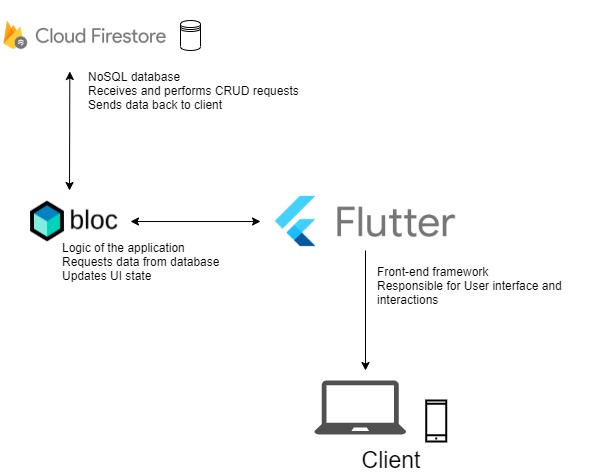 Cloud Firestore
NoSQL database
Receives and performs CRUD requests
Sends data back to client
bloc
Logic of the application
Requests data from database
Updates UI state
Flutter
Front-end framework
Responsible for User interface and
interactions
Client